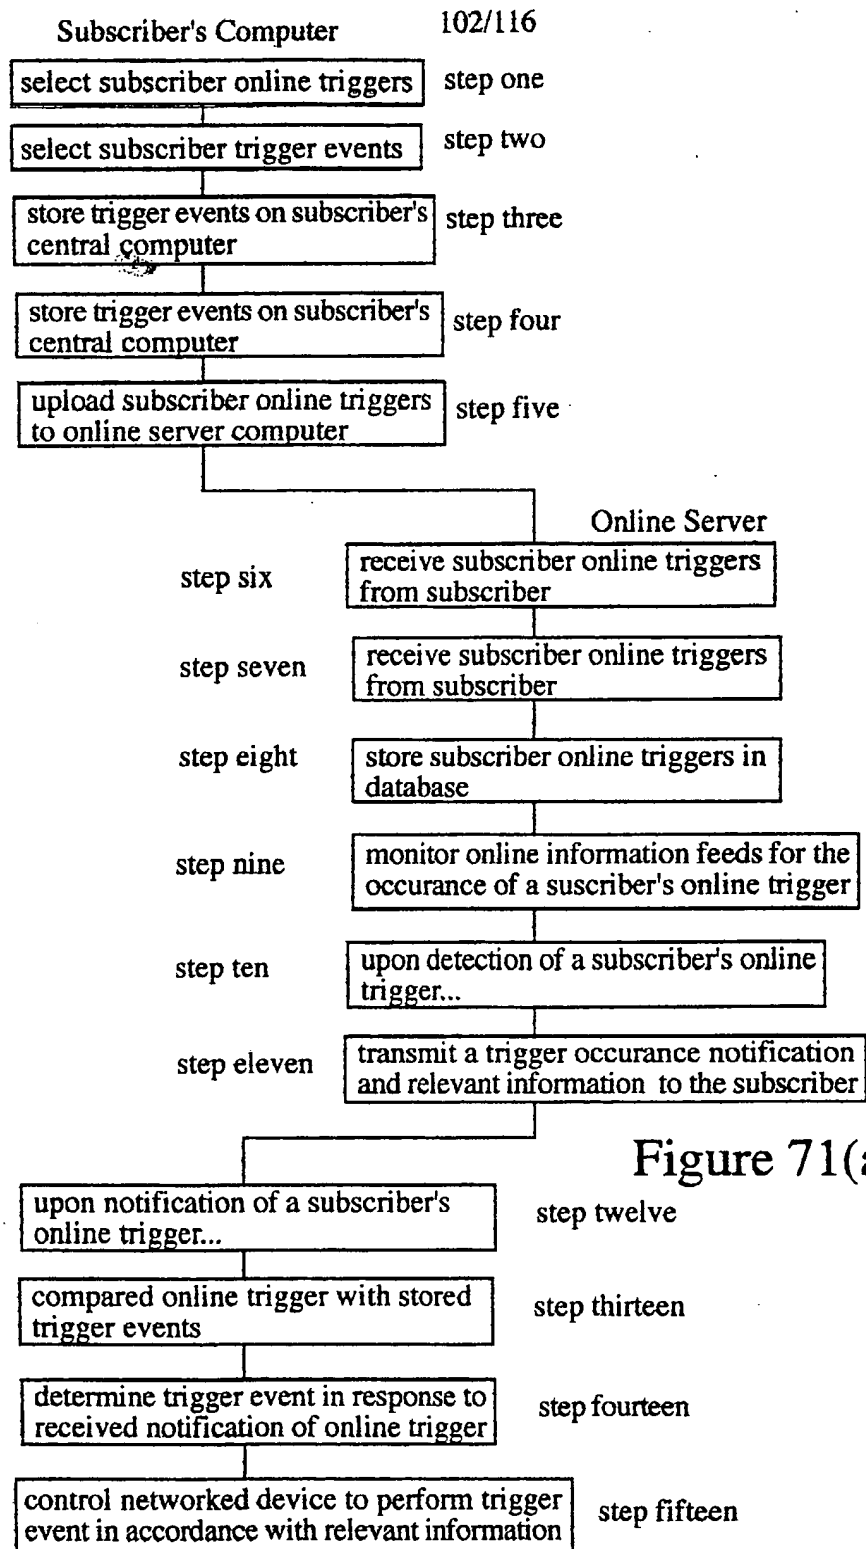 Subscriber's Computer
102/116
select subscriber online triggers
step one
select subscriber trigger events
step two
store trigger events on subscriber's
central computer
step three
store trigger events on subscriber's
central computer
step four
upload subscriber online triggers
to online server computer
step five
Online Server
step six
receive subscriber online triggers
from subscriber
step seven
receive subscriber online triggers
from subscriber
step eight
store subscriber online triggers in
database
step nine
monitor online information feeds for the
occurance of a suscriber's online trigger
step ten
upon detection of a subscriber's online
trigger...
step eleven
transmit a trigger occurance notification
and relevant information to the subscriber
Figure 71(a
upon notification of a subscriber's
online trigger...
step twelve
compared online trigger with stored
trigger events
step thirteen
determine trigger event in response to
received notification of online trigger
step fourteen
control networked device to perform trigger
event in accordance with relevant information
step fifteen